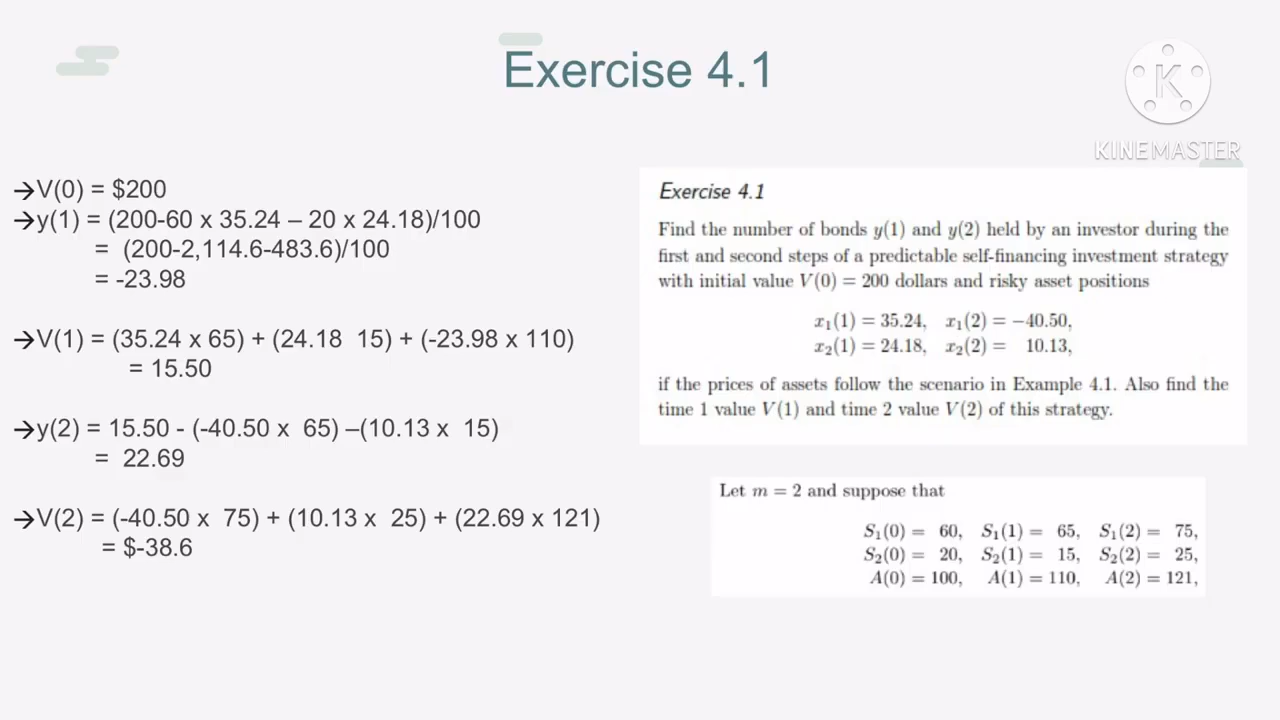 Exercise 4.1
K
KINEMASTER
→V(0) = $200
→y(1) = (200-60 x 35.24 – 20 x 24.18)/100
= (200-2,114.6-483.6)/100
= -23.98
→V(1) = (35.24 x 65) + (24.18 15) + (-23.98 x 110)
= 15.50
→y(2) = 15.50 - (-40.50 x 65) –(10.13 x 15)
= 22.69
→V(2) = (-40.50 x 75) + (10.13 x 25) + (22.69 x 121)
= $-38.6
Exercise 4.1
Find the number of bonds y(1) and y(2) held by an investor during the
first and second steps of a predictable self-financing investment strategy
with initial value V(0) = 200 dollars and risky asset positions
x₁(1) = 35.24, x₁(2) = −40.50,
x₂(1) = 24.18, x₂(2) = 10.13,
if the prices of assets follow the scenario in Example 4.1. Also find the
time 1 value V(1) and time 2 value V(2) of this strategy.
Let m = 2 and suppose that
S₁(0) = 60, S₁(1) = 65, S₁(2) = 75,
S₂(0) = 20, S₂(1) = 15, S₂(2) = 25,
A(0) = 100, A(1) = 110, A(2) = 121,